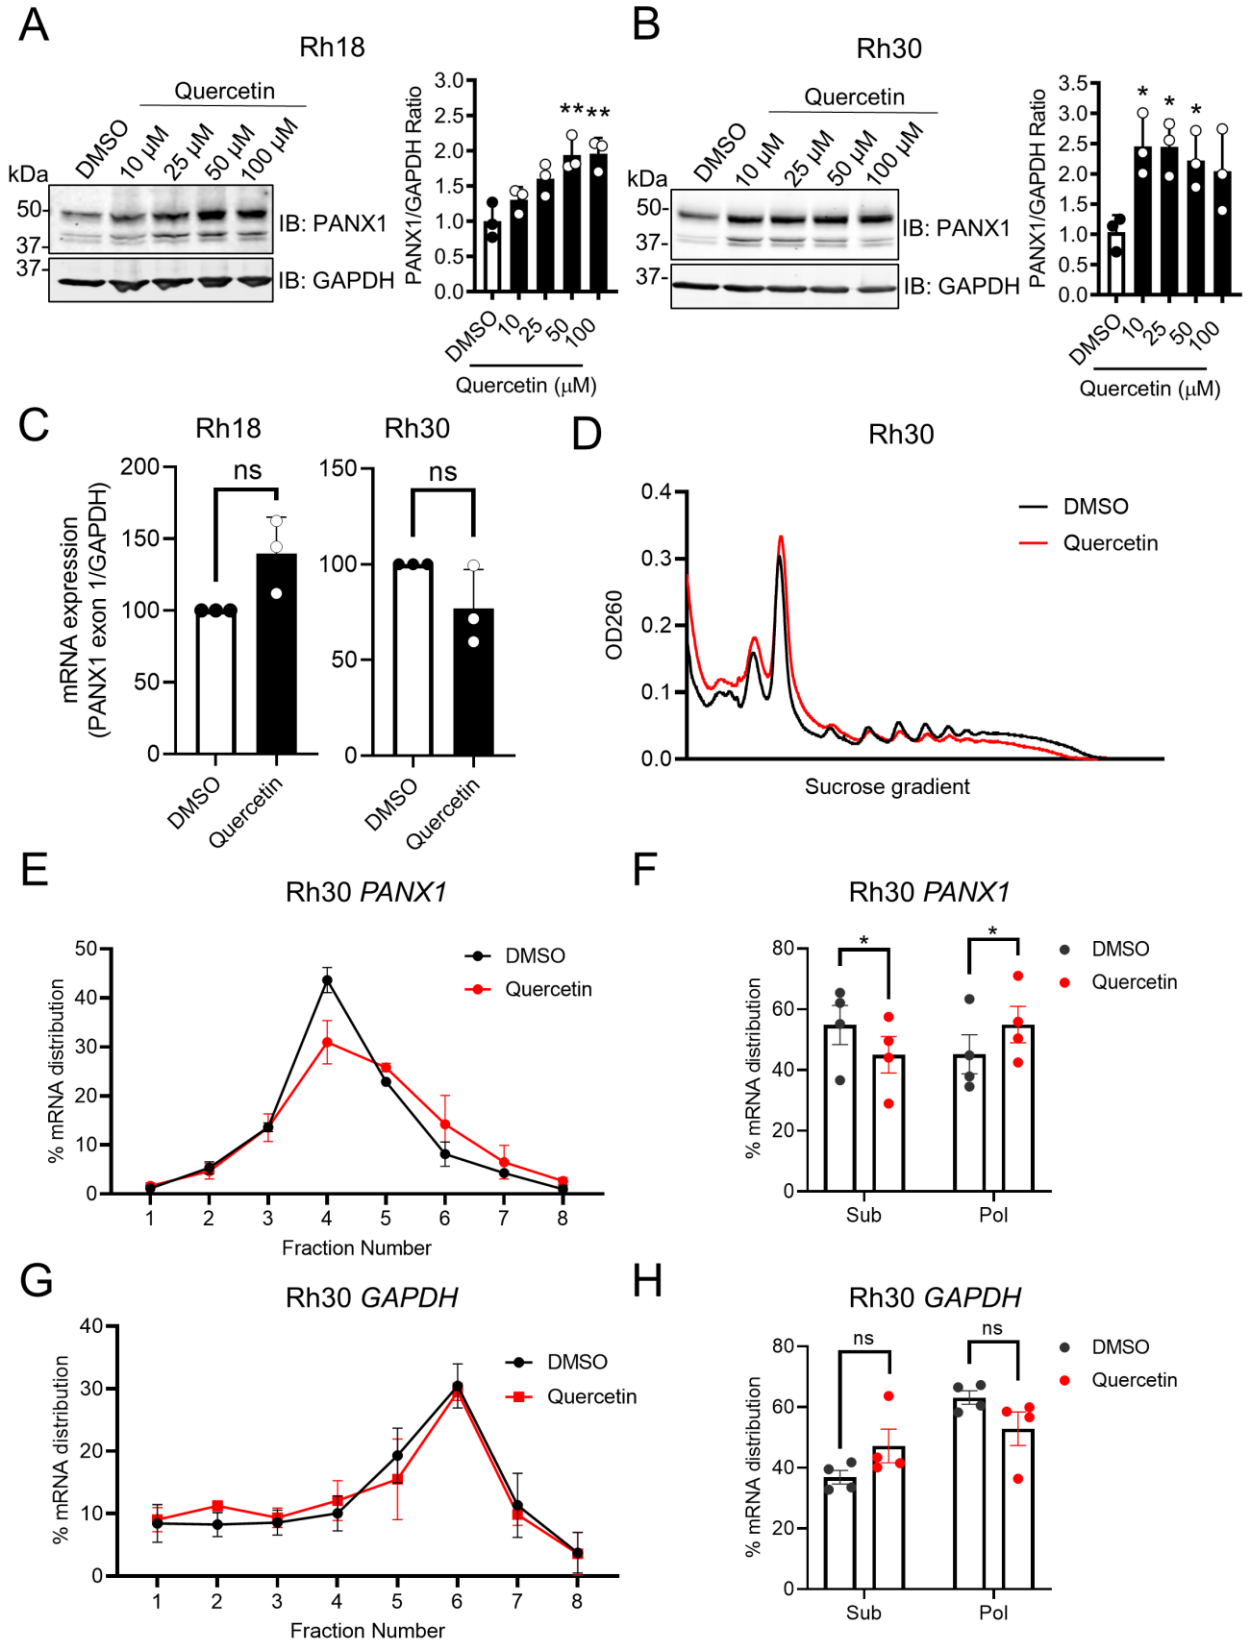 A
Rh18
Quercetin
DMSO
10 µM
25 µM
50 µM
100 µM
kDa
50-
37-
37-
IB: PANX1
IB: GAPDH
PANX1/GAPDH Ratio
3.0
2.5
2.0
1.5
1.0
0.5
0.0
** **
DMSO
10
25
50
100
Quercetin (µM)
B
Rh30
Quercetin
DMSO
10 µM
25 µM
50 µM
100 µM
kDa
50-
37-
37-
IB: PANX1
IB: GAPDH
PANX1/GAPDH Ratio
3.5
3.0
2.5
2.0
1.5
1.0
0.5
0.0
* * *
DMSO
10
25
50
100
Quercetin (µM)
C
Rh18
mRNA expression
(PANX1 exon 1/GAPDH)
200
150
100
50
0
ns
DMSO
Quercetin
Rh30
150
100
50
0
ns
DMSO
Quercetin
D
Rh30
OD260
0.4
0.3
0.2
0.1
0.0
DMSO
Quercetin
Sucrose gradient
E
Rh30 PANX1
% mRNA distribution
50
40
30
20
10
0
DMSO
Quercetin
1 2 3 4 5 6 7 8
Fraction Number
F
Rh30 PANX1
% mRNA distribution
80
60
40
20
0
*
*
DMSO
Quercetin
Sub Pol
G
Rh30 GAPDH
% mRNA distribution
40
30
20
10
0
DMSO
Quercetin
1 2 3 4 5 6 7 8
Fraction Number
H
Rh30 GAPDH
% mRNA distribution
80
60
40
20
0
ns
ns
DMSO
Quercetin
Sub Pol